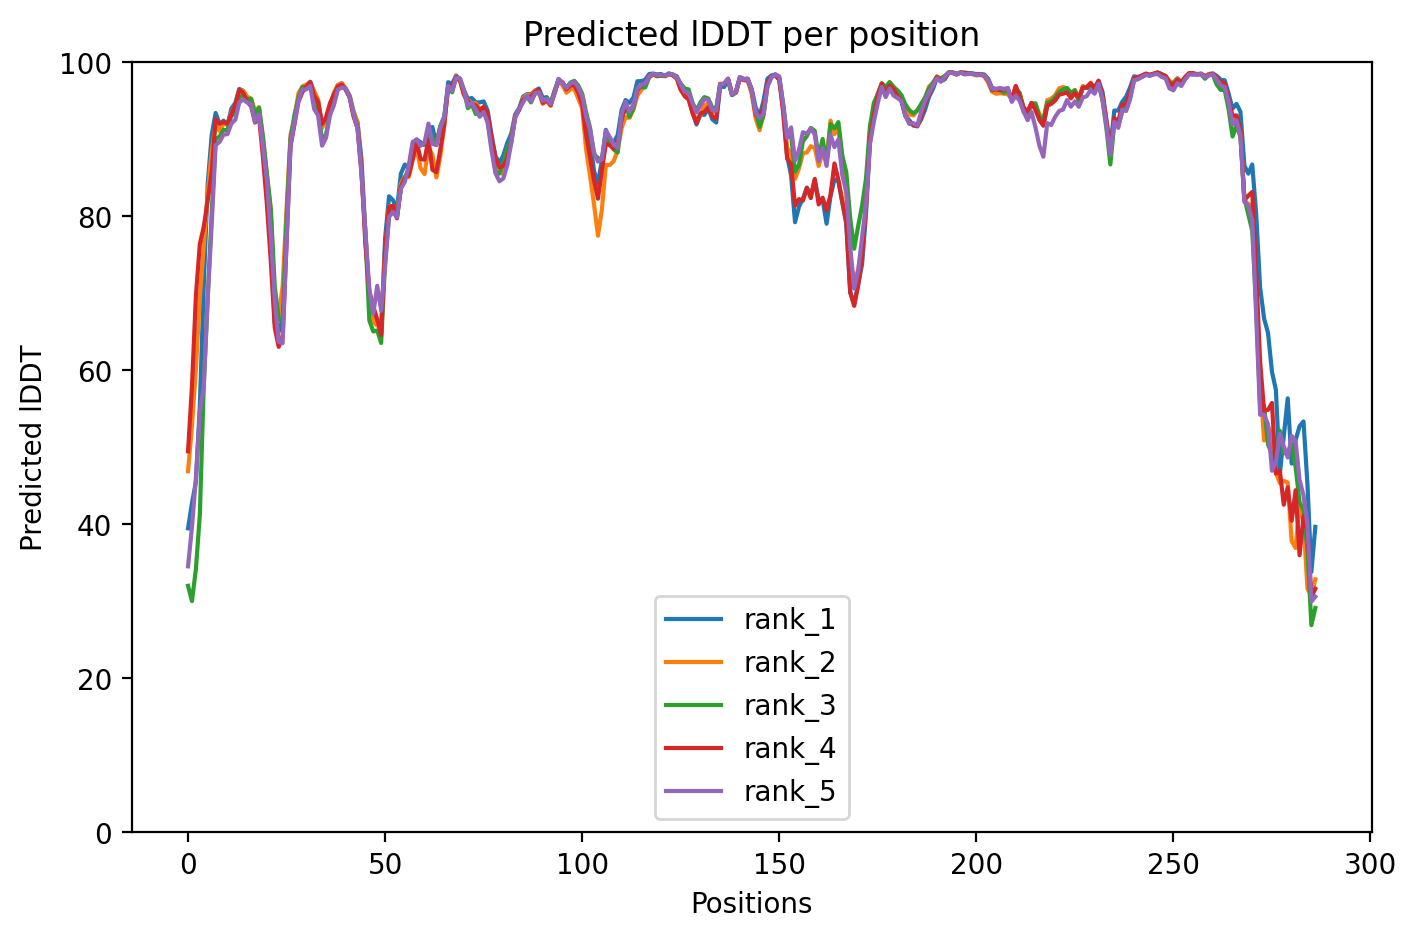 Predicted lDDT per position
100
80
60
40
20
0
Predicted lDDT
rank_1
rank_2
rank_3
rank_4
rank_5
0 50 100 150 200 250 300
Positions